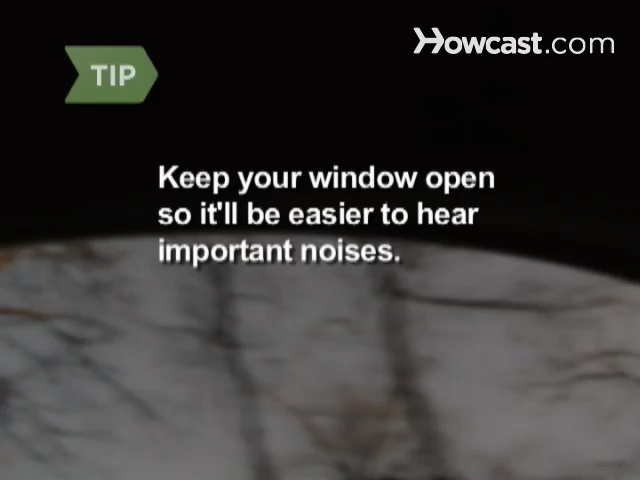 Howcast.com
TIP
Keep your window open
so it'll be easier to hear
important noises.